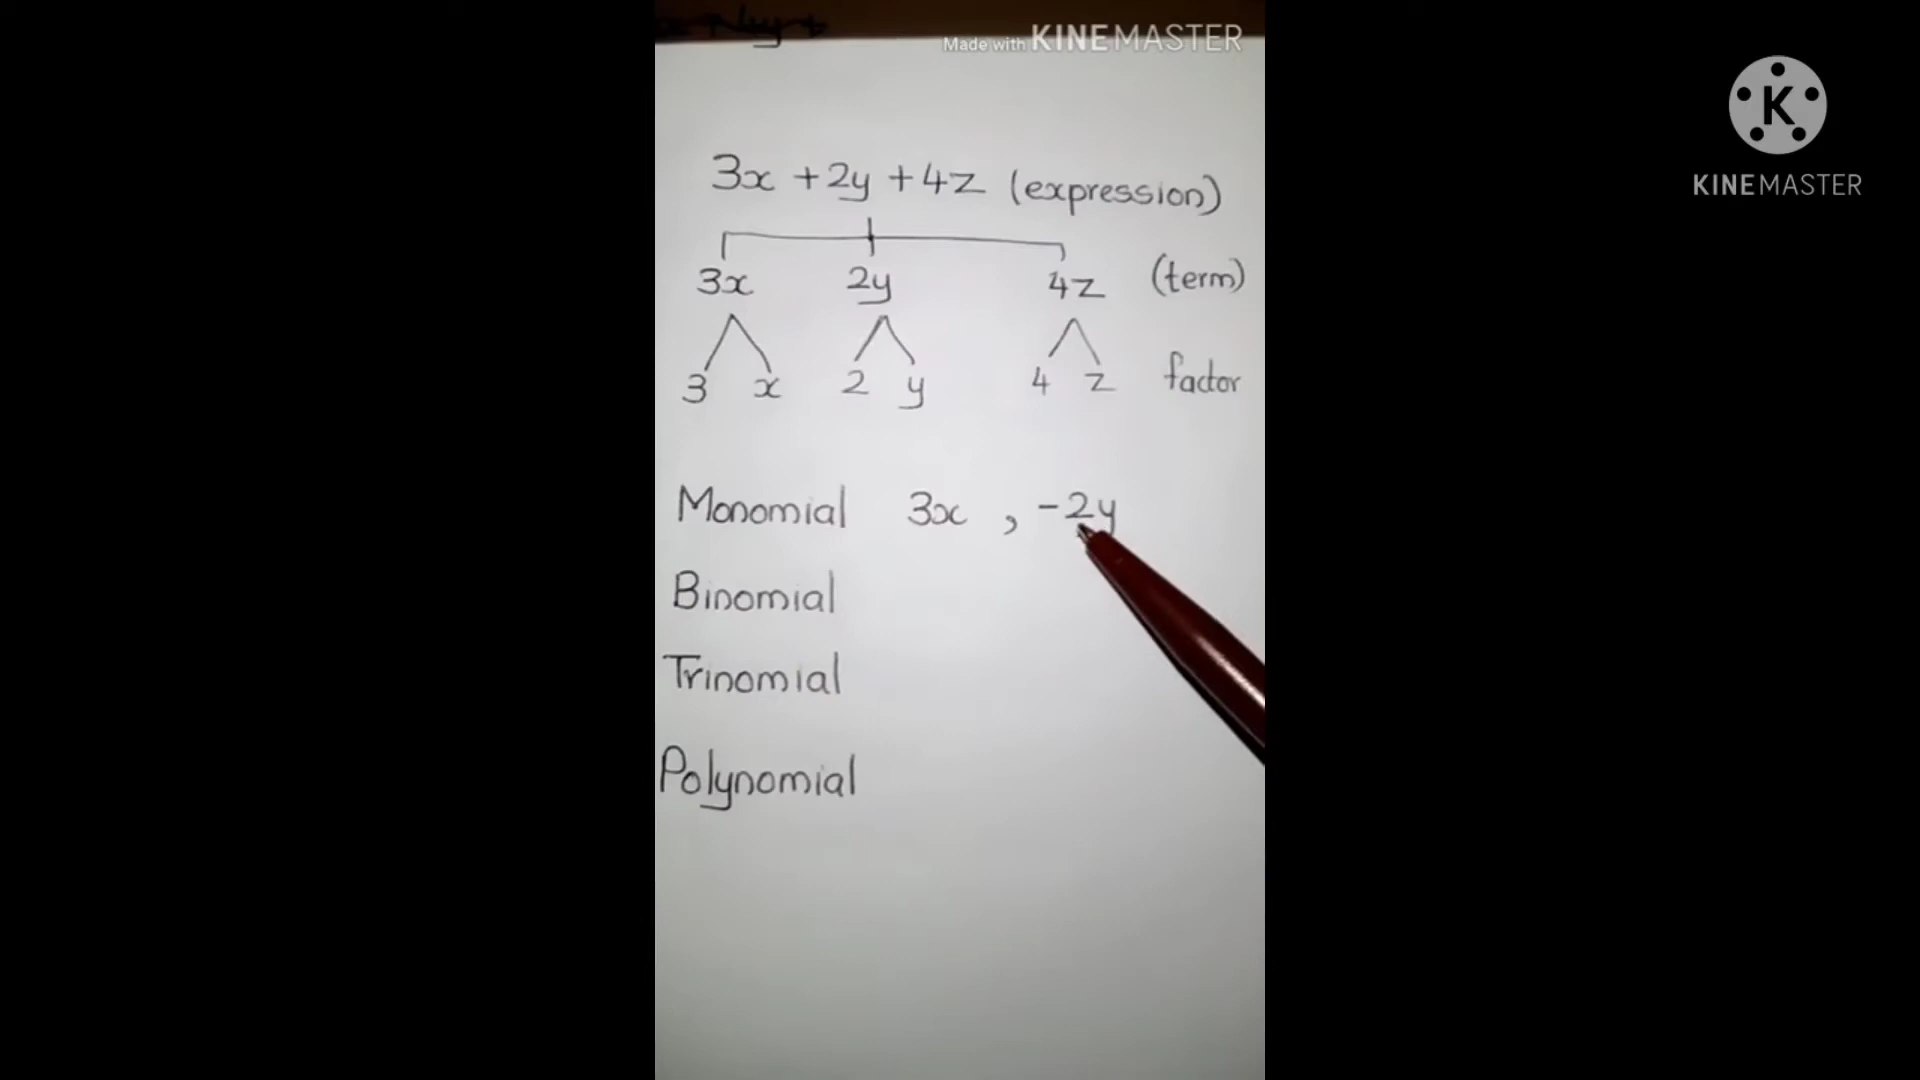 Made with KINEMASTER
K
KINEMASTER
3x + 2y + 4z (expression)
3x 2y 4z (term)
3 x 2 y 4 z factor
Monomial 3x , -2y
Binomial
Trinomial
Polynomial